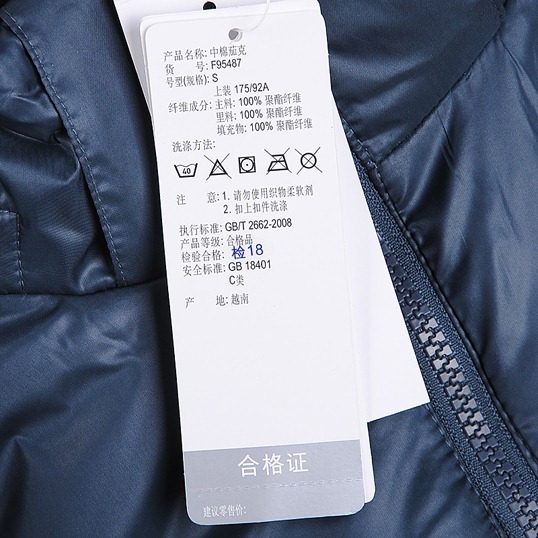 产品名称: 中棉茄克
货 号: F95487
号型(规格): S
上装 175/92A
纤维成分: 主料: 100% 聚酯纤维
里料: 100% 聚酯纤维
填充物: 100% 聚酯纤维
洗涤方法:
40
注 意: 1. 请勿使用织物柔软剂
2. 扣上扣件洗涤
执行标准: GB/T 2662-2008
产品等级: 合格品
检验合格: 检18
安全标准: GB 18401
C类
产 地: 越南
合格证
建议零售价: